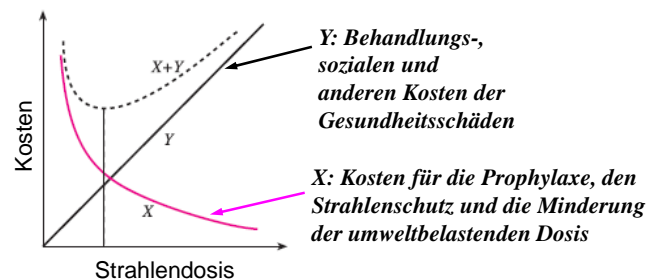 Y: Behandlungs-,
sozialen und
anderen Kosten der
Gesundheitsschäden
X+Y
Y
X
Kosten
X: Kosten für die Prophylaxe, den
Strahlenschutz und die Minderung
der umweltbelastenden Dosis
Strahlendosis